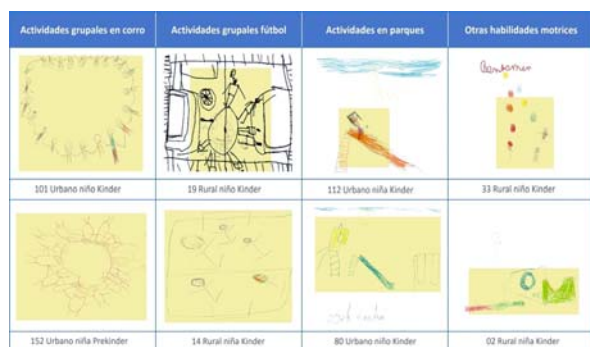 Actividades grupales en corro
Actividades grupales fútbol
Actividades en parques
Otras habilidades motrices
101 Urbano niño Kinder
19 Rural niño Kinder
112 Urbano niña Kinder
33 Rural niño Kinder
152 Urbano niña Prekinder
14 Rural niña Kinder
80 Urbano niño Kinder
02 Rural niña Kinder